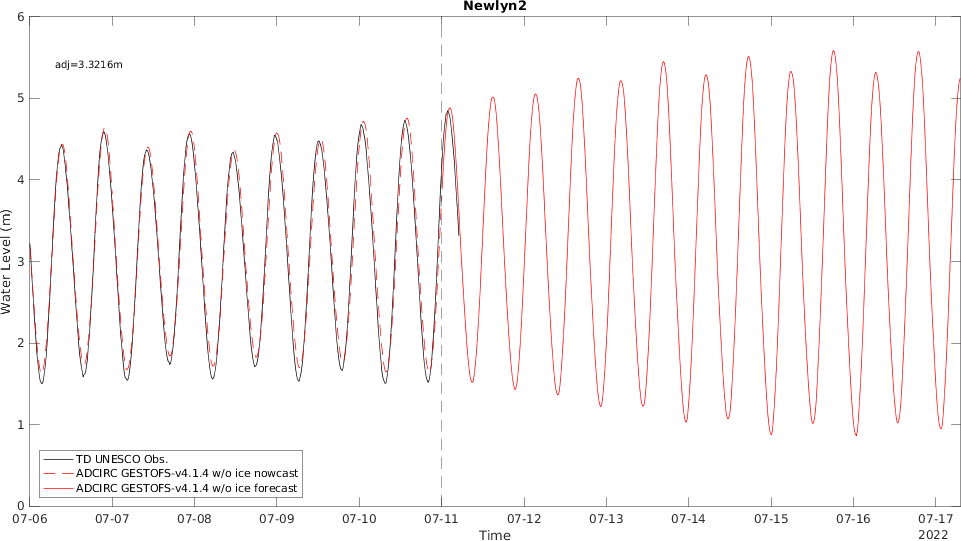 Newlyn2
adj=3.3216m
6
5
4
3
2
1
0
Water Level (m)
TD UNESCO Obs.
ADCIRC GESTOFS-v4.1.4 w/o ice nowcast
ADCIRC GESTOFS-v4.1.4 w/o ice forecast
07-06 07-07 07-08 07-09 07-10 07-11 07-12 07-13 07-14 07-15 07-16 07-17
Time
2022